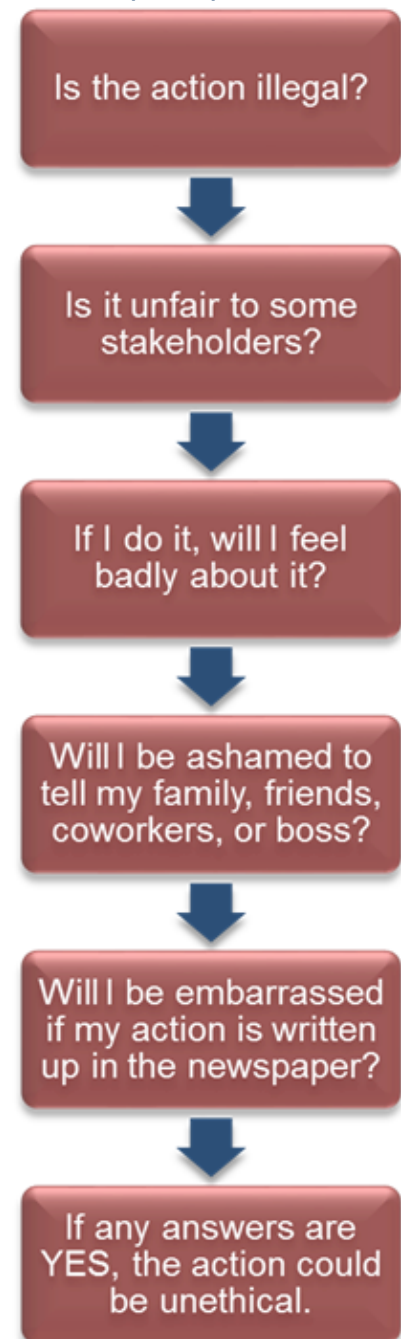 Is the action illegal?
Is it unfair to some
stakeholders?
If I do it, will I feel
badly about it?
Will I be ashamed to
tell my family, friends,
coworkers, or boss?
Will I be embarrassed
if my action is written
up in the newspaper?
If any answers are
YES, the action could
be unethical.